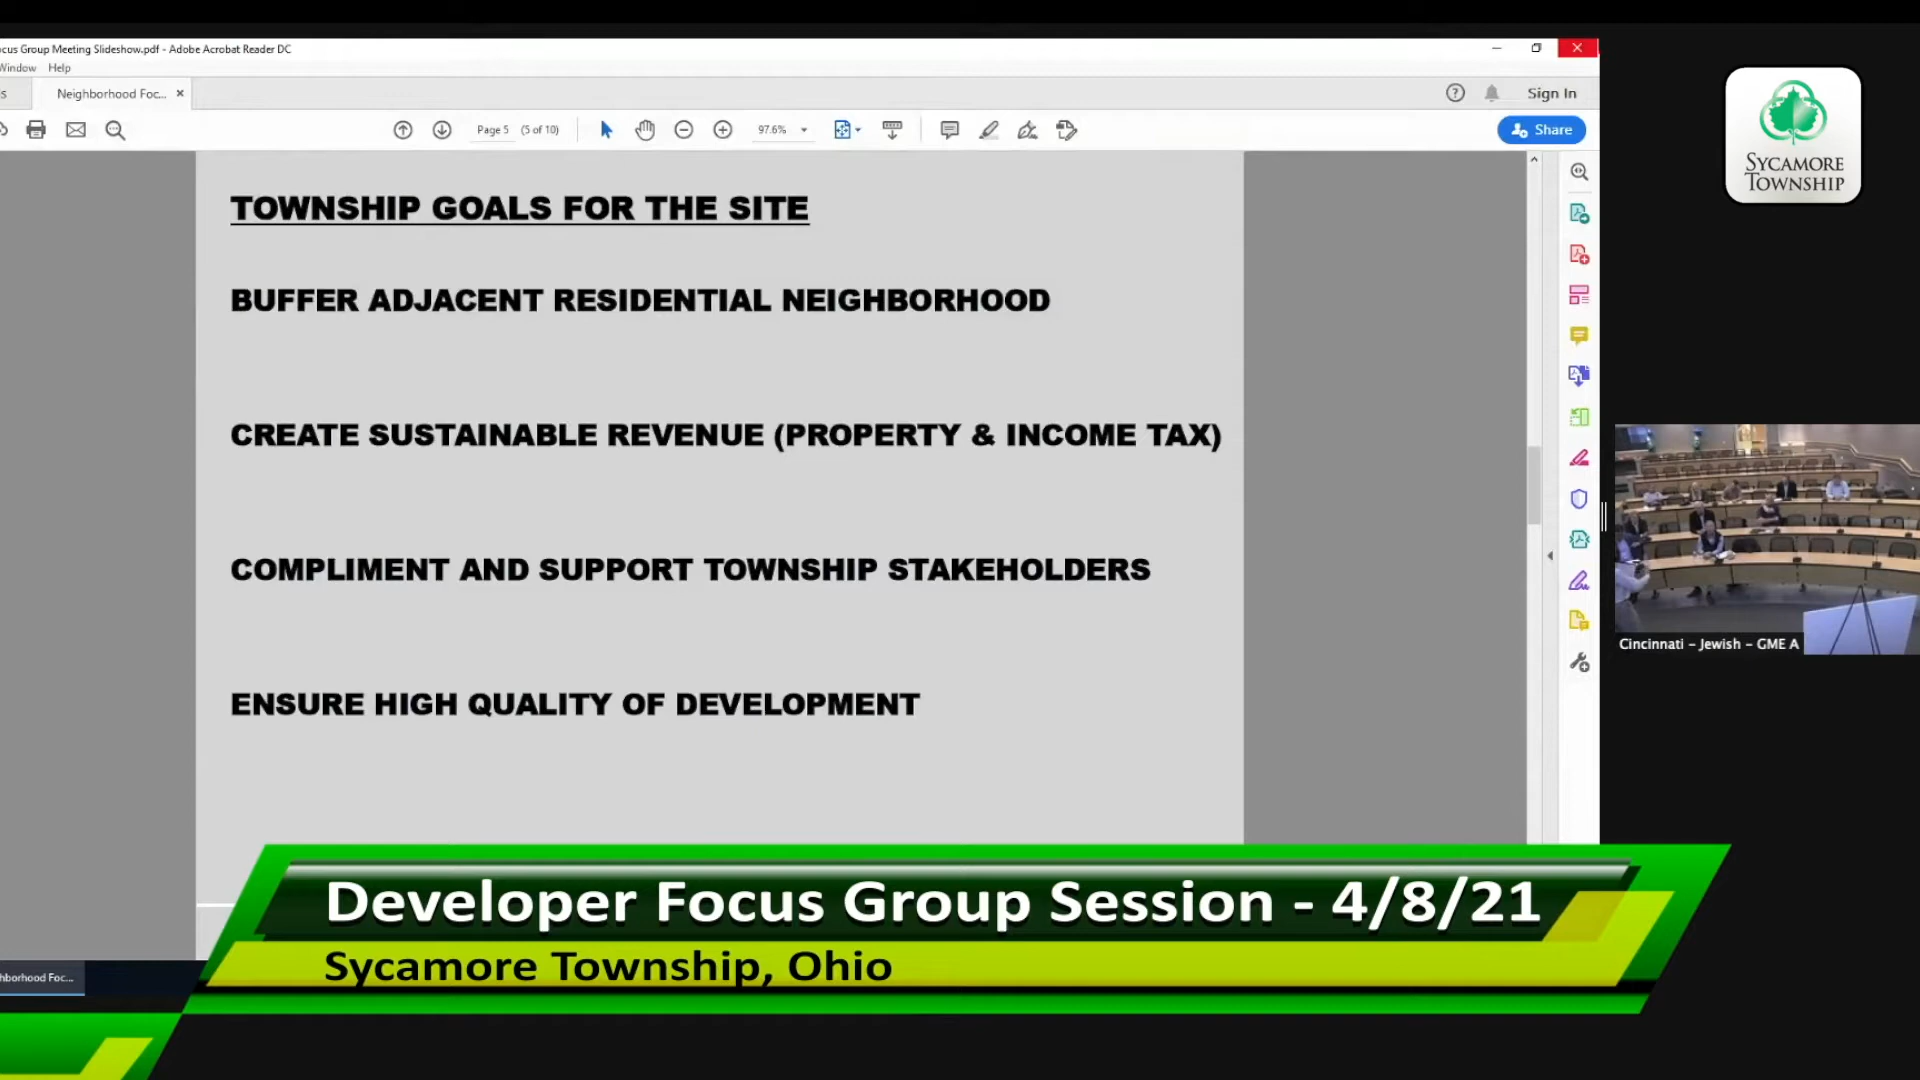 ocus Group Meeting Slideshow.pdf - Adobe Acrobat Reader DC
Window Help
s
Neighborhood Foc... ×
Sign In
Page 5 (5 of 10)
97.6%
Share
SYCAMORE
TOWNSHIP
TOWNSHIP GOALS FOR THE SITE
BUFFER ADJACENT RESIDENTIAL NEIGHBORHOOD
CREATE SUSTAINABLE REVENUE (PROPERTY & INCOME TAX)
COMPLIMENT AND SUPPORT TOWNSHIP STAKEHOLDERS
ENSURE HIGH QUALITY OF DEVELOPMENT
Cincinnati - Jewish - GME A
Developer Focus Group Session - 4/8/21
Sycamore Township, Ohio
hborhood Foc...